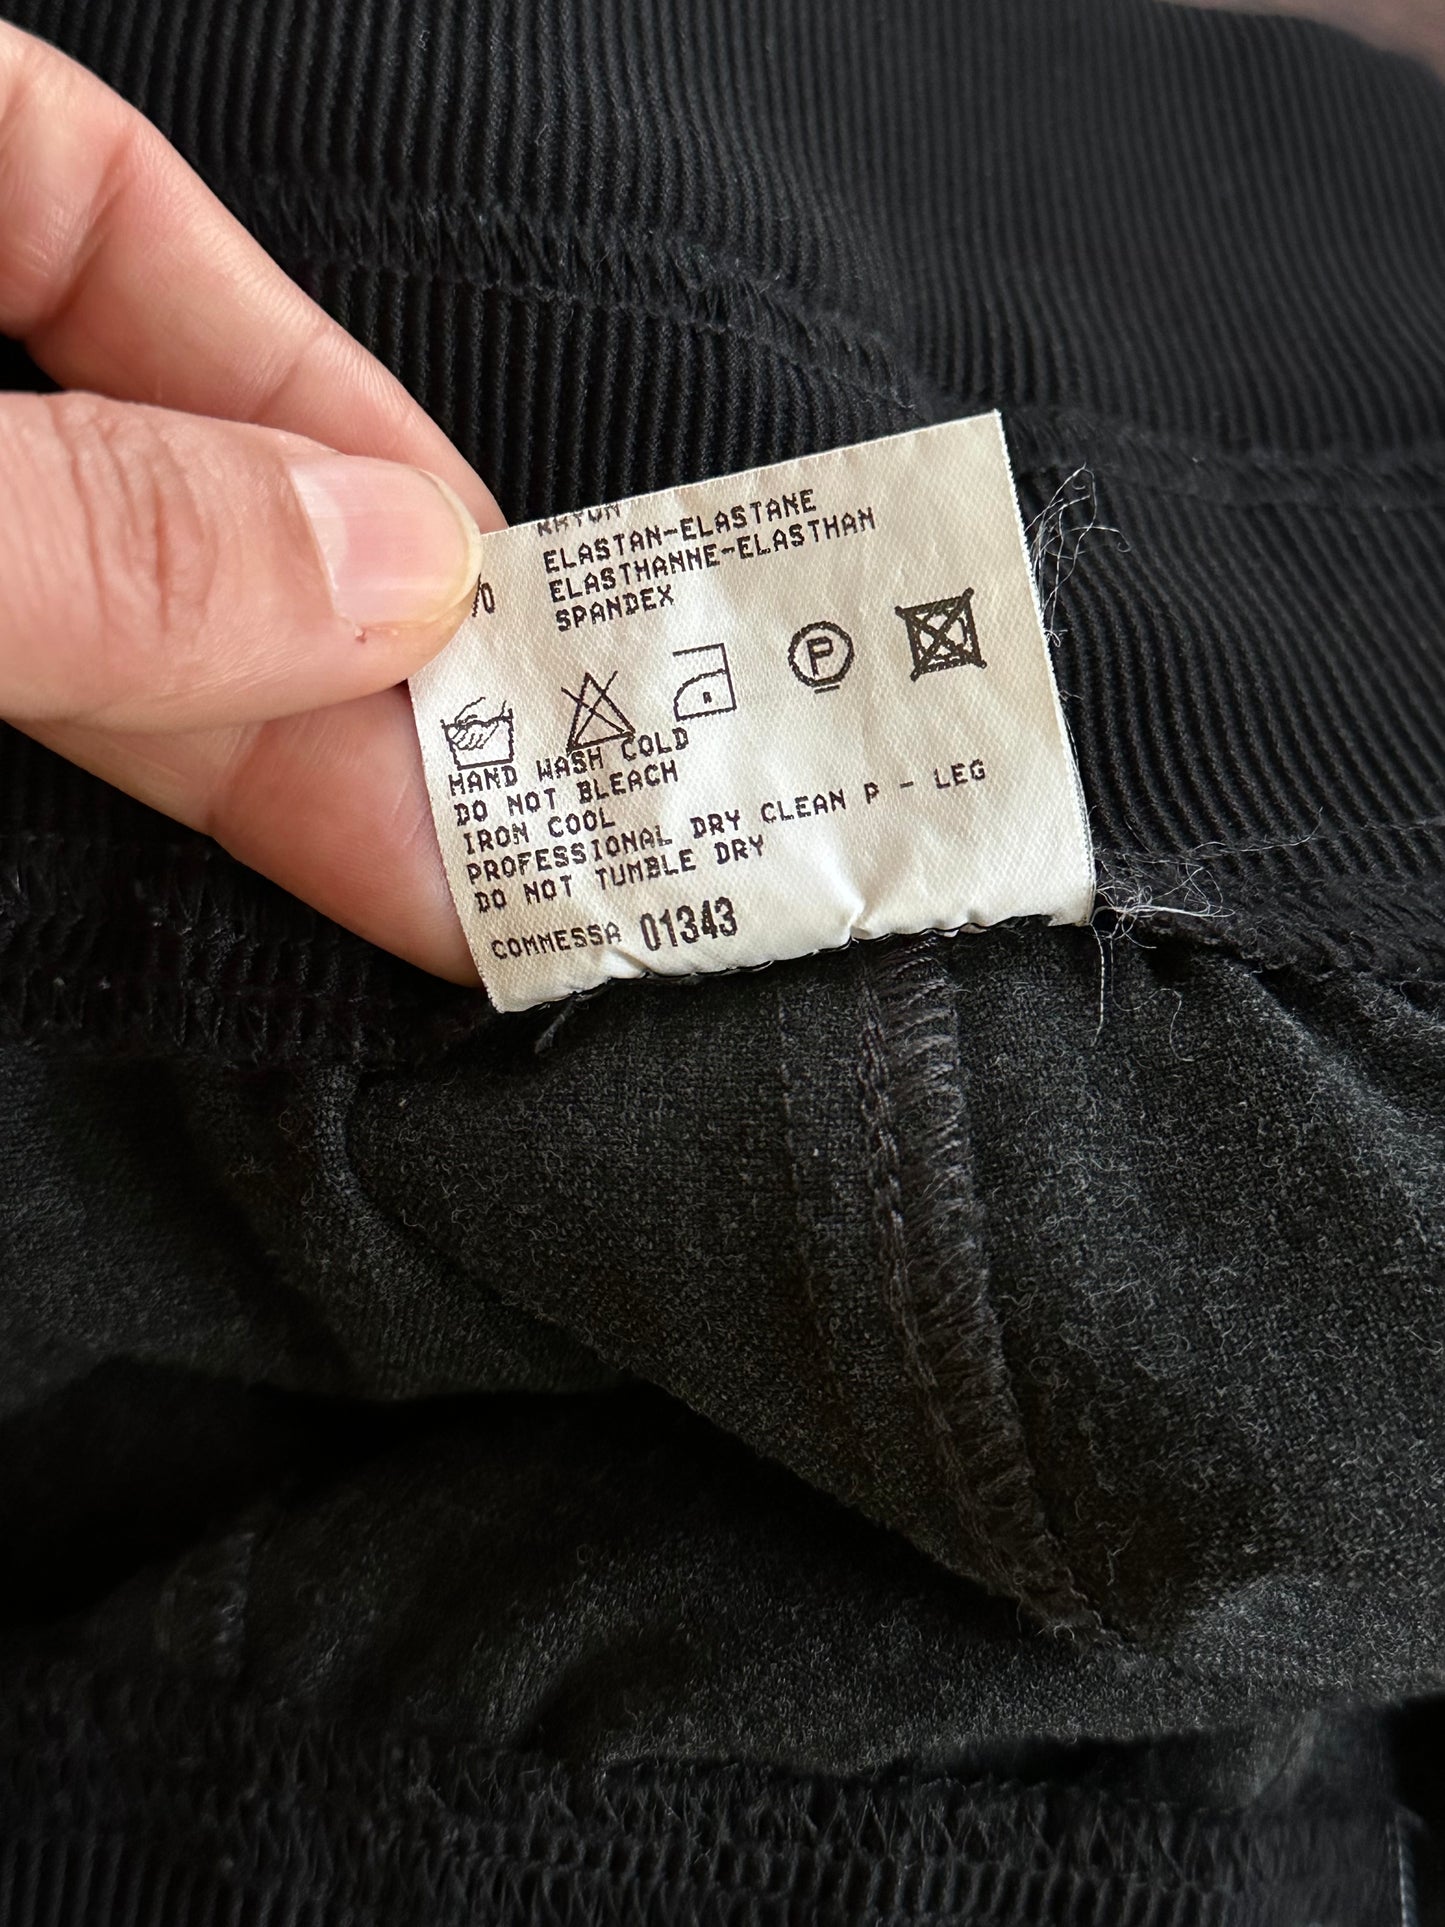 RAYON
ELASTAN-ELASTANE
ELASTHANNE-ELASTHAN
% SPANDEX
P
HAND WASH COLD
DO NOT BLEACH
IRON COOL
PROFESSIONAL DRY CLEAN P - LEG
DO NOT TUMBLE DRY
COMMESSA 01343